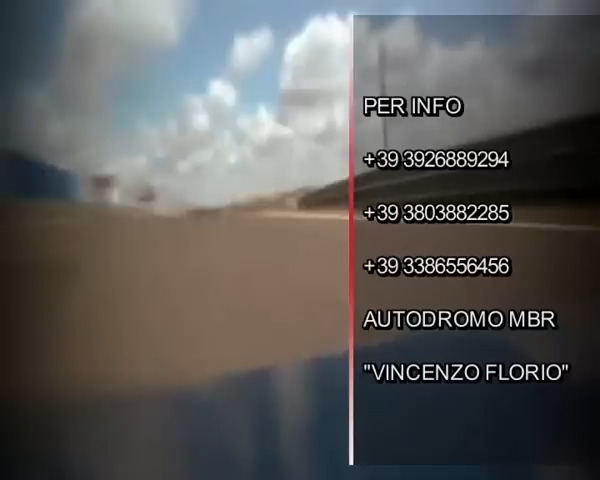 PER INFO
+39 3926889294
+39 3803882285
+39 3386556456
AUTODROMO MBR
"VINCENZO FLORIO"